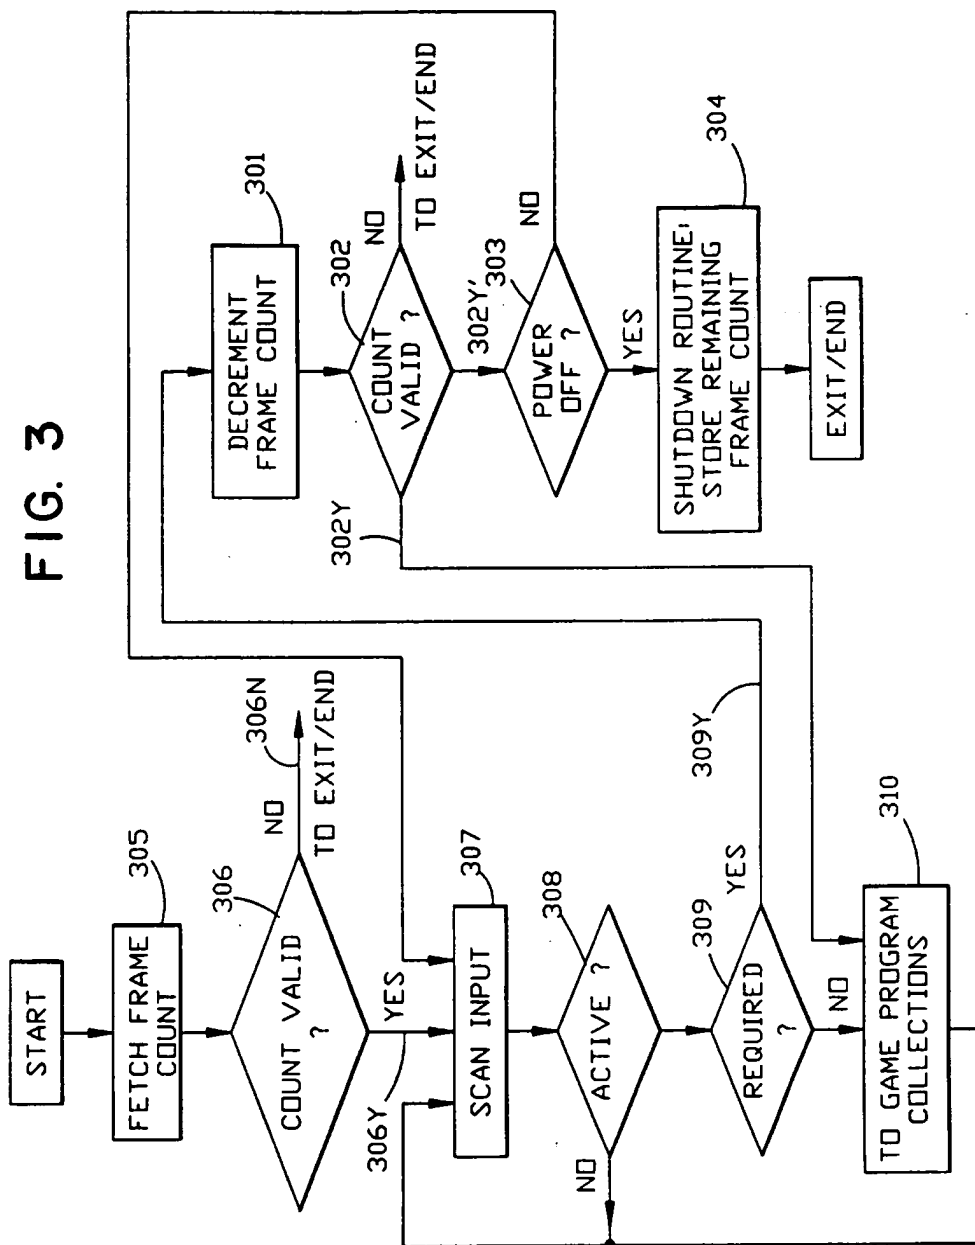 FIG. 3
START
FETCH FRAME
COUNT
305
COUNT VALID
?
306
NO
306N
TO EXIT/END
YES
306Y
SCAN INPUT
307
ACTIVE ?
308
NO
REQUIRED
?
309
YES
309Y
NO
TO GAME PROGRAM
COLLECTIONS
310
DECREMENT
FRAME COUNT
301
COUNT
VALID ?
302
NO
TO EXIT/END
302Y
302Y'
POWER
OFF ?
303
NO
YES
SHUTDOWN ROUTINE;
STORE REMAINING
FRAME COUNT
304
EXIT/END